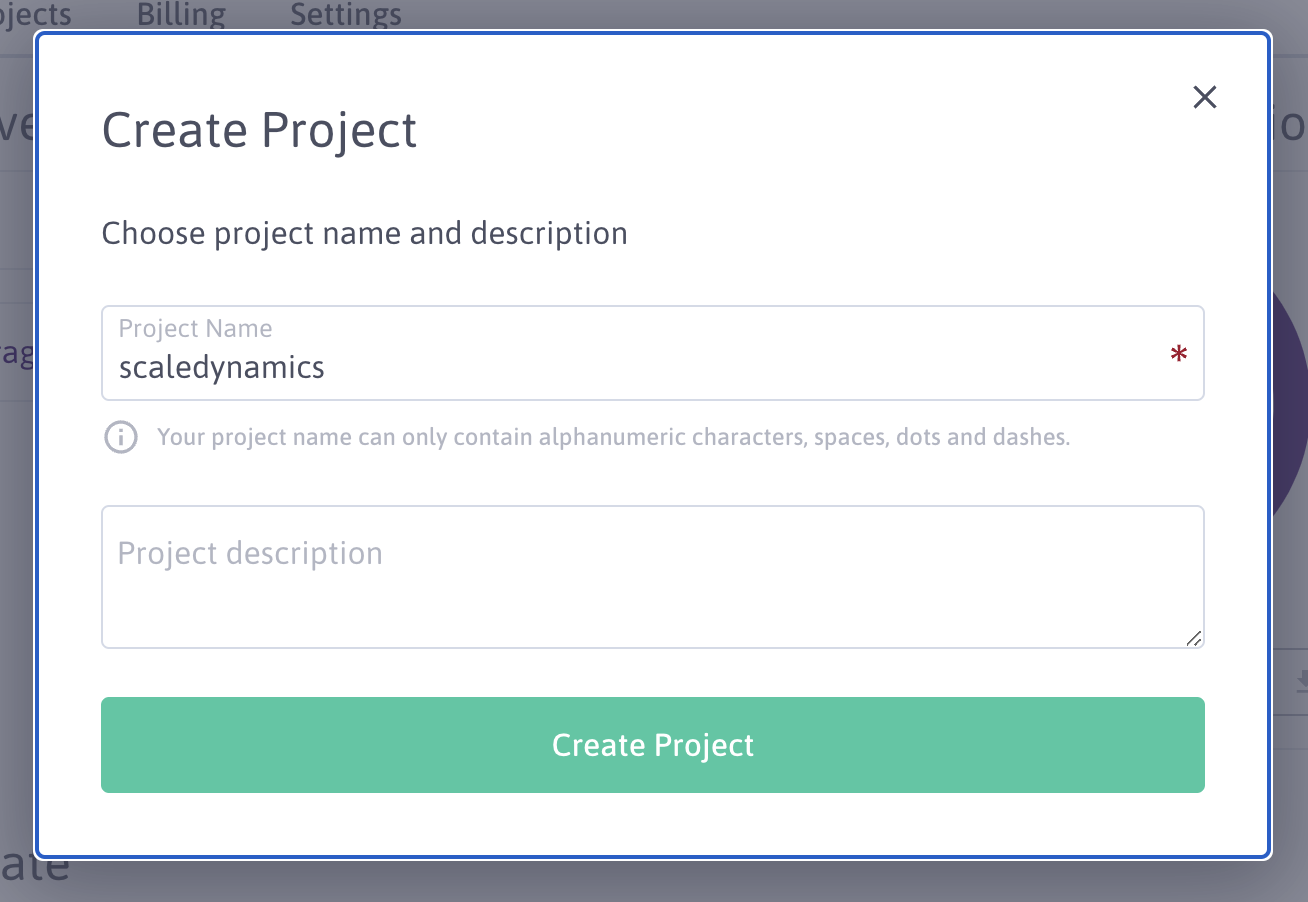 Billing Settings
Create Project
Choose project name and description
Project Name
scaledynamics
*
Your project name can only contain alphanumeric characters, spaces, dots and dashes.
Project description
Create Project